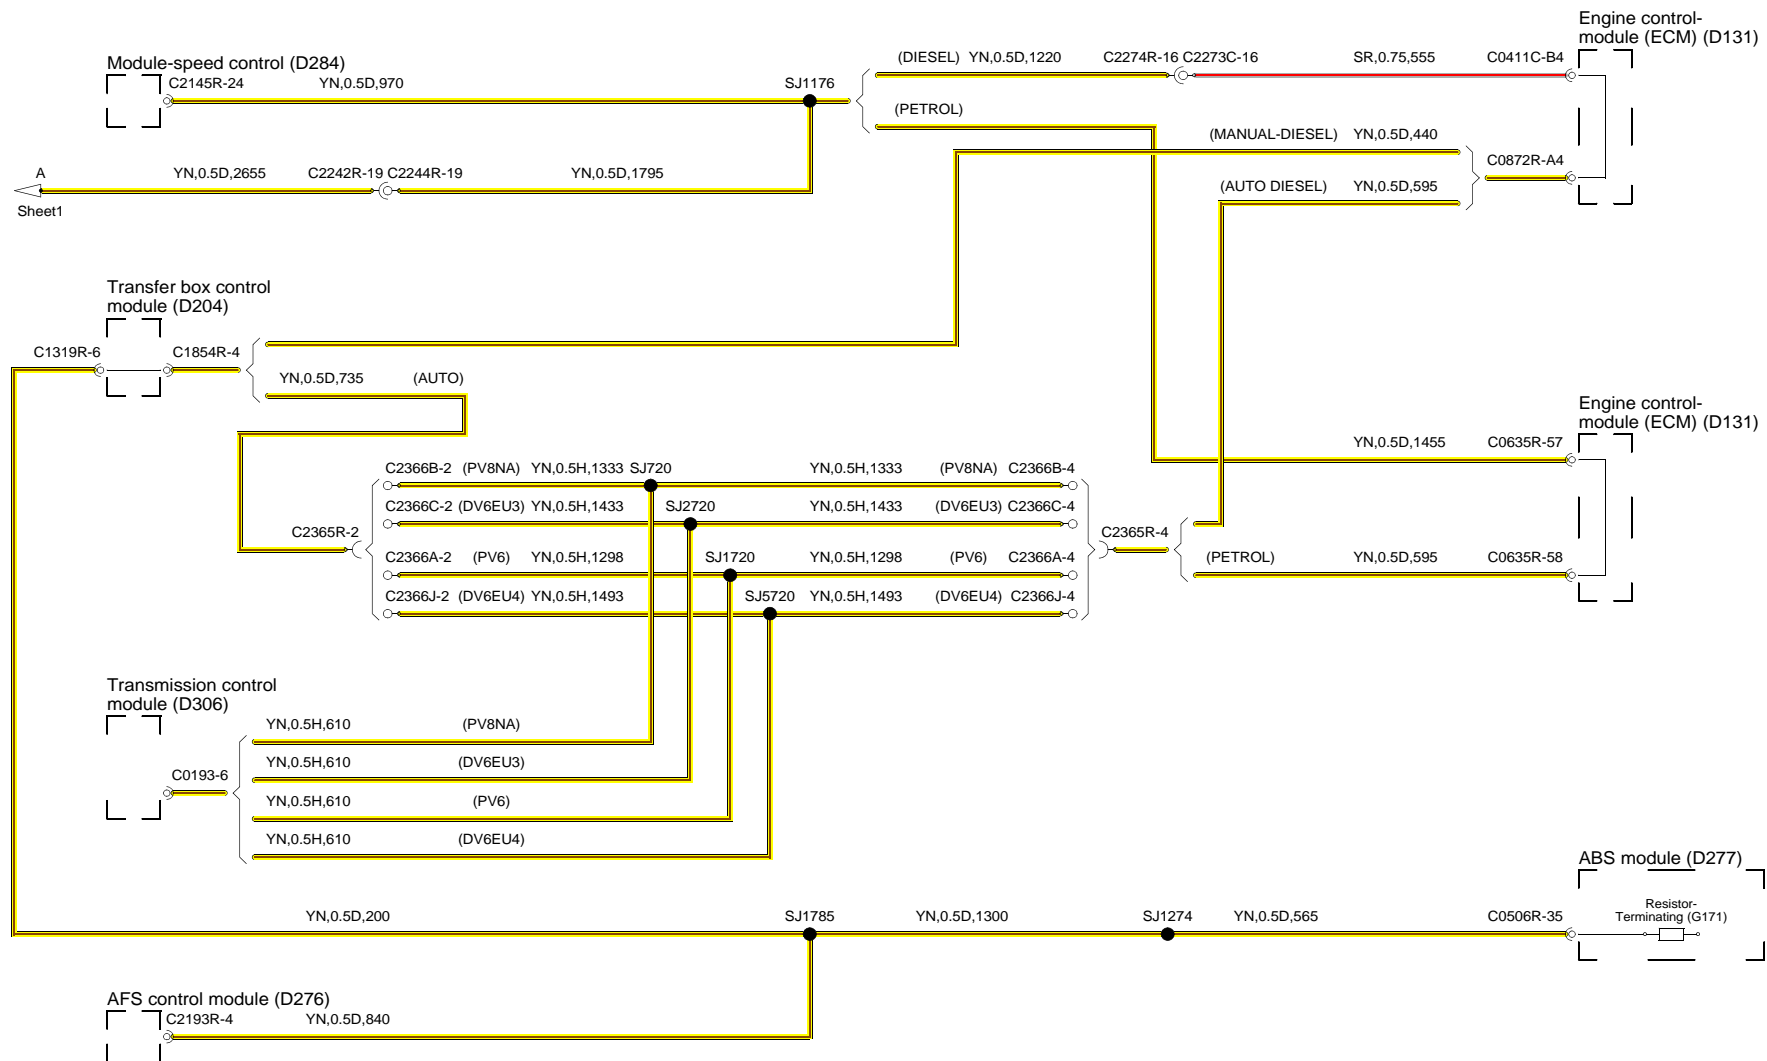 Engine control-
module (ECM) (D131)
Module-speed control (D284)
(DIESEL) YN,0.5D,1220 C2274R-16 C2273C-16 SR,0.75,555 C0411C-B4
C2145R-24 YN,0.5D,970 SJ1176
(PETROL)
(MANUAL-DIESEL) YN,0.5D,440
C0872R-A4
A YN,0.5D,2655 C2242R-19 C2244R-19 YN,0.5D,1795
(AUTO DIESEL) YN,0.5D,595
Sheet1
Transfer box control
module (D204)
C1319R-6 C1854R-4
YN,0.5D,735 (AUTO)
Engine control-
module (ECM) (D131)
YN,0.5D,1455 C0635R-57
C2366B-2 (PV8NA) YN,0.5H,1333 SJ720 YN,0.5H,1333 (PV8NA) C2366B-4
C2366C-2 (DV6EU3) YN,0.5H,1433 SJ2720 YN,0.5H,1433 (DV6EU3) C2366C-4
C2365R-2 C2365R-4
C2366A-2 (PV6) YN,0.5H,1298 SJ1720 YN,0.5H,1298 (PV6) C2366A-4
(PETROL) YN,0.5D,595 C0635R-58
C2366J-2 (DV6EU4) YN,0.5H,1493 SJ5720 YN,0.5H,1493 (DV6EU4) C2366J-4
Transmission control
module (D306)
YN,0.5H,610 (PV8NA)
YN,0.5H,610 (DV6EU3)
C0193-6
YN,0.5H,610 (PV6)
YN,0.5H,610 (DV6EU4)
ABS module (D277)
Resistor-
Terminating (G171)
YN,0.5D,200 SJ1785 YN,0.5D,1300 SJ1274 YN,0.5D,565 C0506R-35
AFS control module (D276)
C2193R-4 YN,0.5D,840